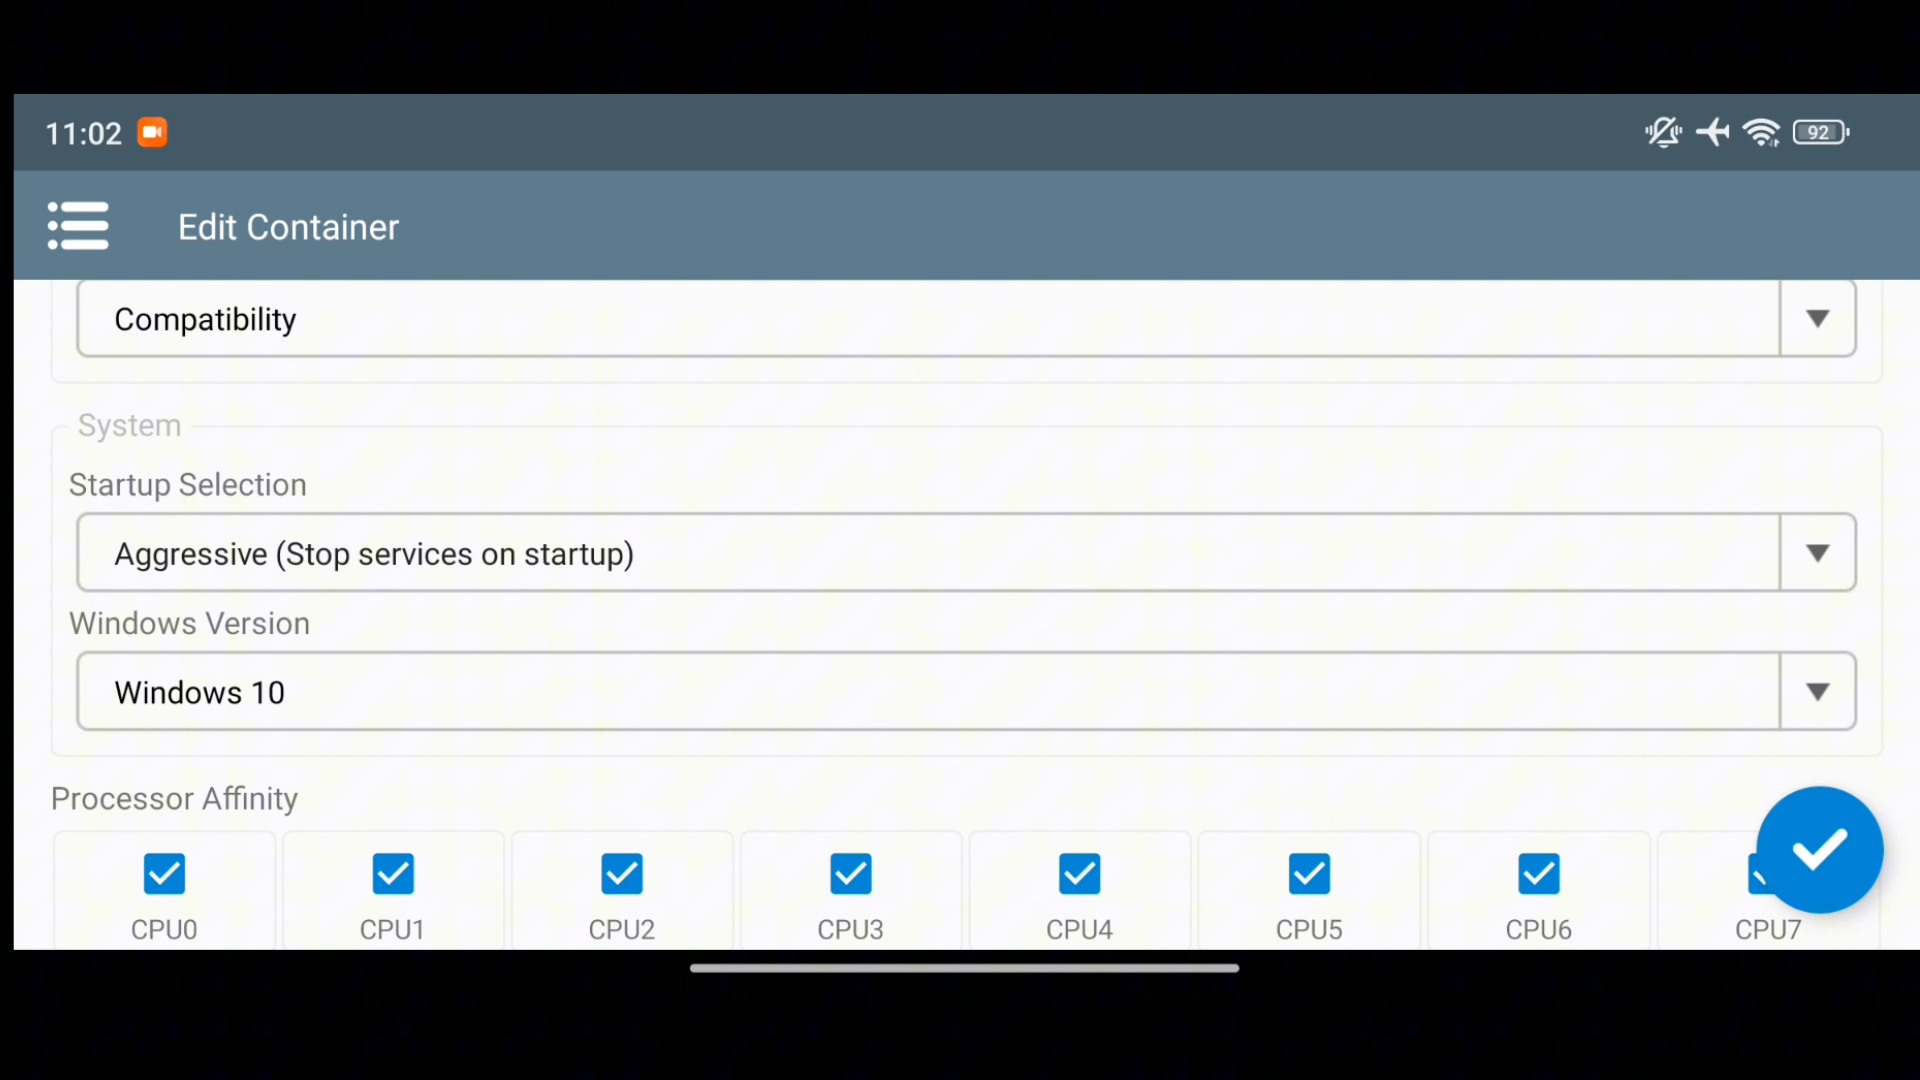 11:02
92
Edit Container
Compatibility
System
Startup Selection
Aggressive (Stop services on startup)
Windows Version
Windows 10
Processor Affinity
CPU0 CPU1 CPU2 CPU3 CPU4 CPU5 CPU6 CPU7